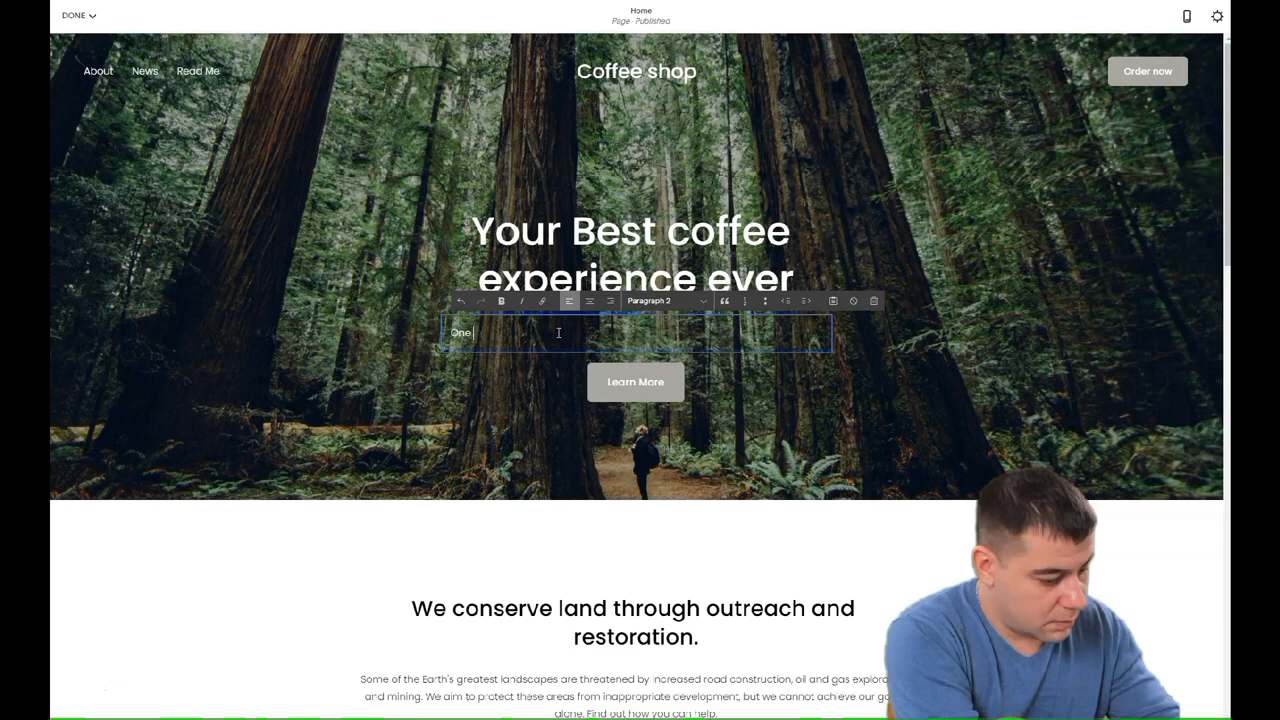 DONE
Home
Page · Published
About
News
Read Me
Coffee shop
Order now
Your Best coffee
experience ever
Paragraph 2
One
Learn More
We conserve land through outreach and
restoration.
Some of the Earth's greatest landscapes are threatened by increased road construction, oil and gas
and mining. We aim to protect these areas from inappropriate development, but we cannot achieve our
alone. Find out how you can help.